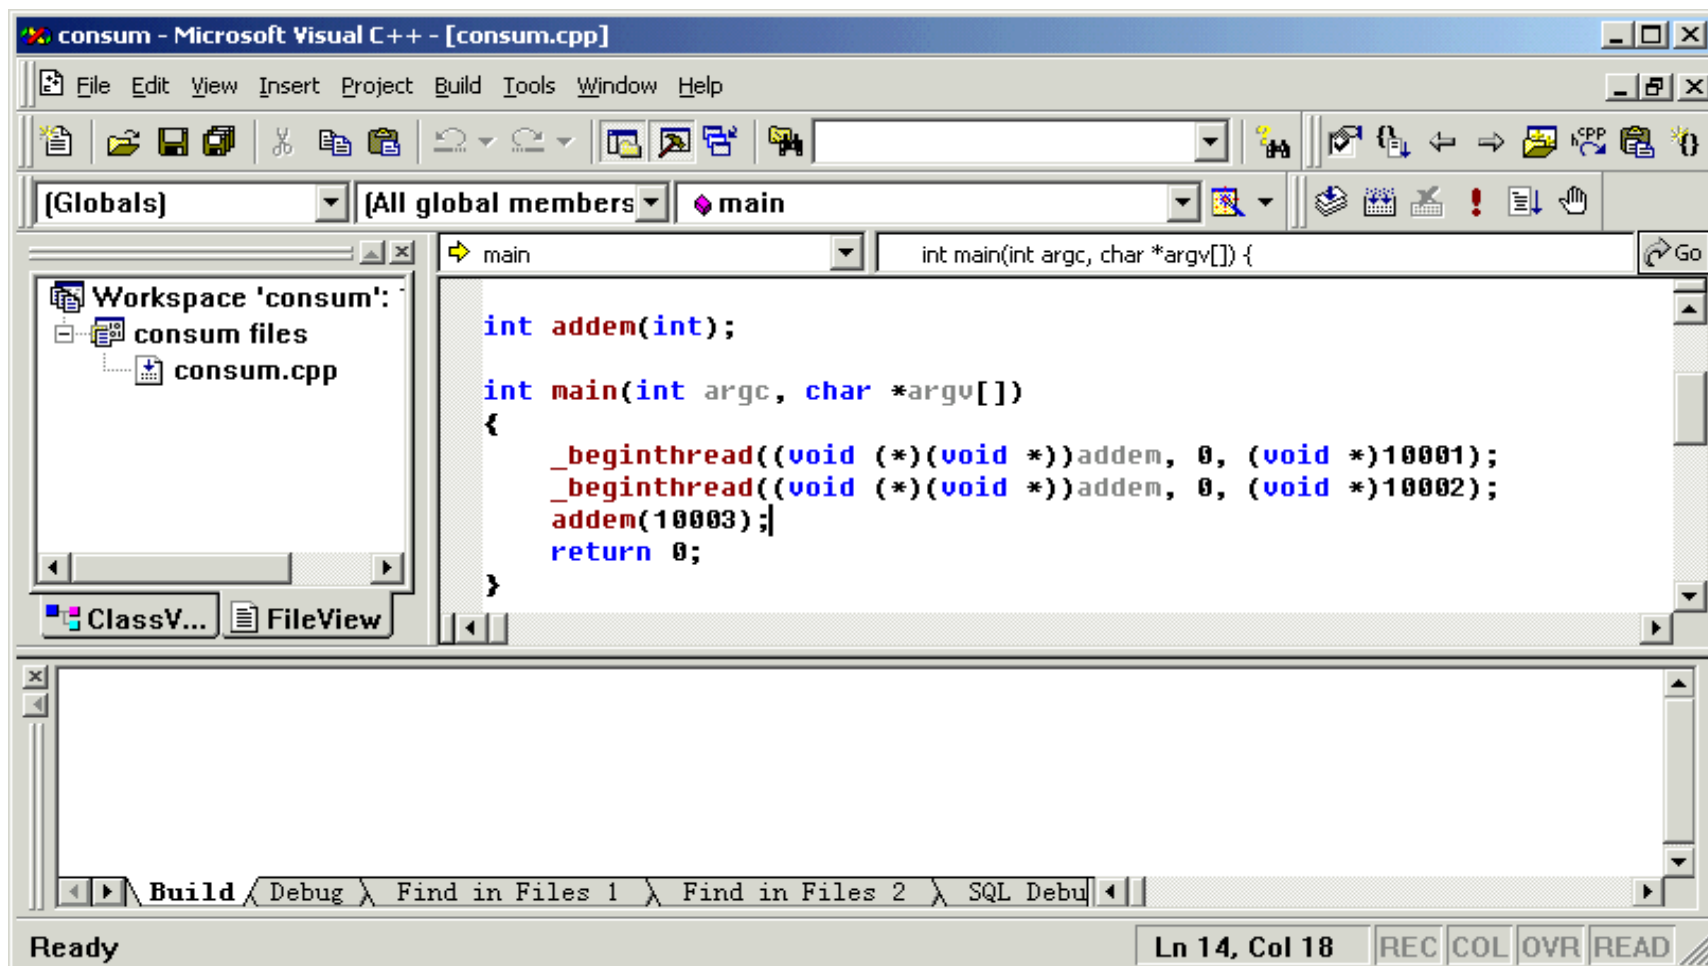 consum - Microsoft Visual C++ - [consum.cpp]
File Edit View Insert Project Build Tools Window Help
(Globals) (All global members main
main int main(int argc, char *argv[]) { Go
Workspace 'consum':
consum files
consum.cpp
ClassV... FileView
int addem(int);
int main(int argc, char *argv[])
{
_beginthread((void (*)(void *))addem, 0, (void *)10001);
_beginthread((void (*)(void *))addem, 0, (void *)10002);
addem(10003);
return 0;
}
Build Debug Find in Files 1 Find in Files 2 SQL Debu
Ready Ln 14, Col 18 REC COL OVR READ